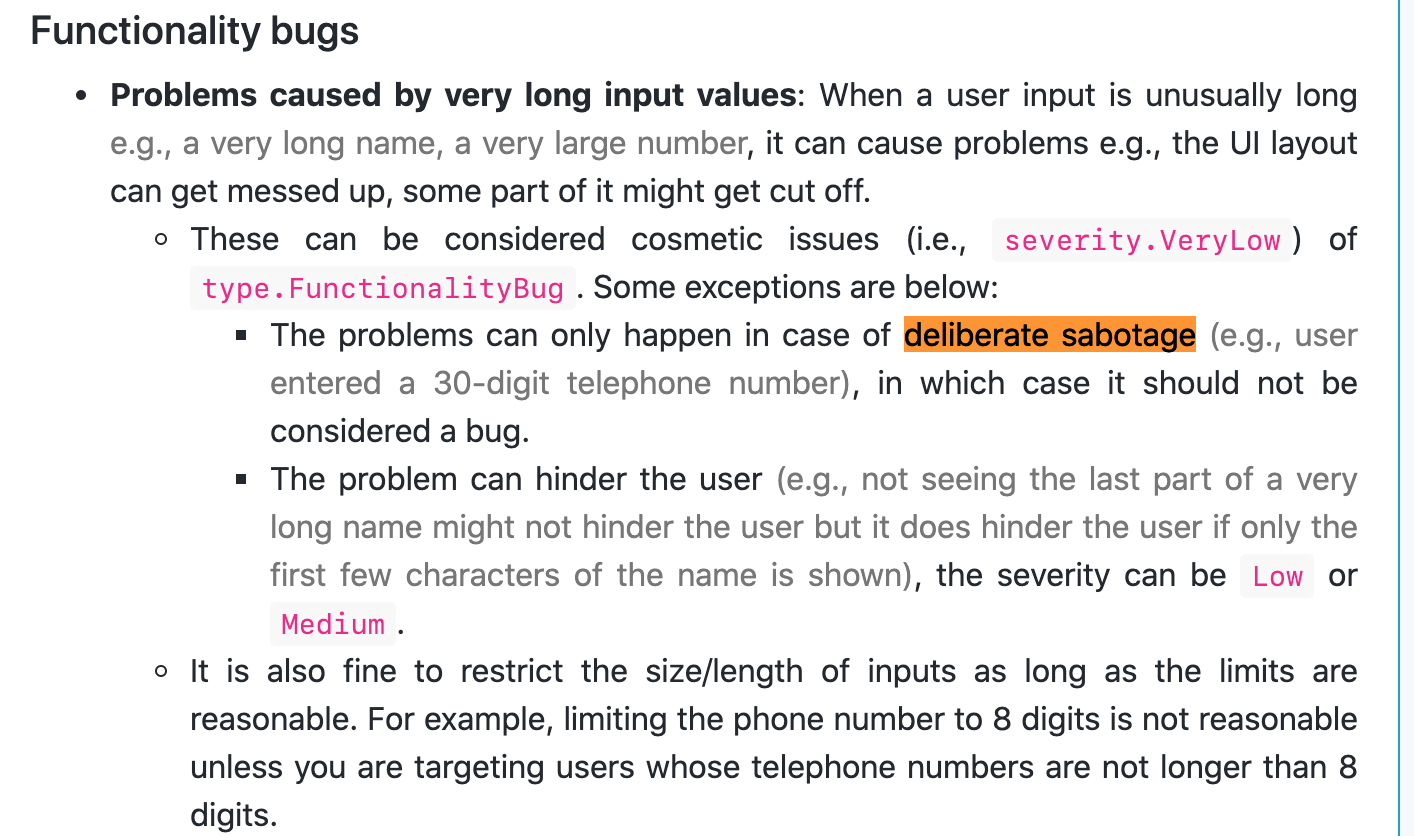 Functionality bugs
• Problems caused by very long input values: When a user input is unusually long
e.g., a very long name, a very large number, it can cause problems e.g., the UI layout
can get messed up, some part of it might get cut off.
◦ These can be considered cosmetic issues (i.e., severity.VeryLow) of
type.FunctionalityBug. Some exceptions are below:
▪ The problems can only happen in case of deliberate sabotage (e.g., user
entered a 30-digit telephone number), in which case it should not be
considered a bug.
▪ The problem can hinder the user (e.g., not seeing the last part of a very
long name might not hinder the user but it does hinder the user if only the
first few characters of the name is shown), the severity can be Low or
Medium.
◦ It is also fine to restrict the size/length of inputs as long as the limits are
reasonable. For example, limiting the phone number to 8 digits is not reasonable
unless you are targeting users whose telephone numbers are not longer than 8
digits.